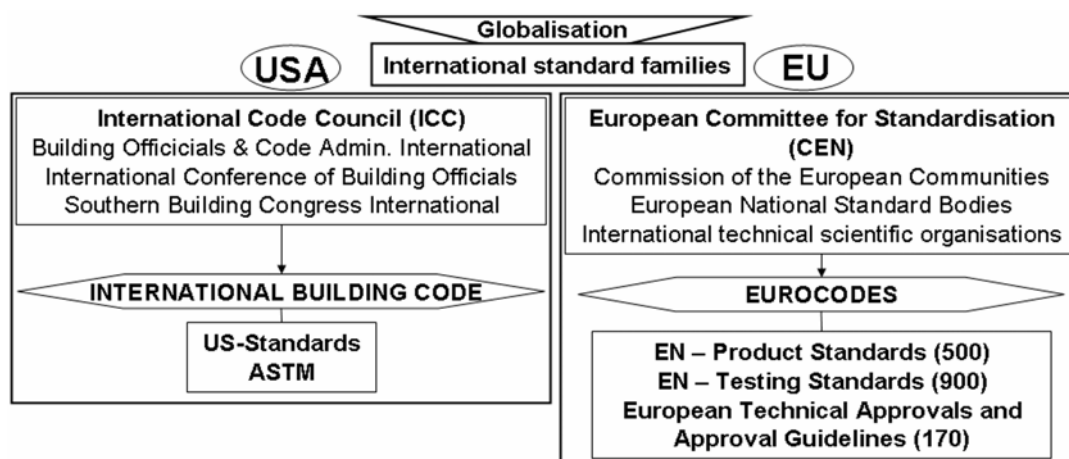 Globalisation
International standard families
USA
EU
International Code Council (ICC)
Building Officicials & Code Admin. International
International Conference of Building Officials
Southern Building Congress International
INTERNATIONAL BUILDING CODE
US-Standards
ASTM
European Committee for Standardisation
(CEN)
Commission of the European Communities
European National Standard Bodies
International technical scientific organisations
EUROCODES
EN – Product Standards (500)
EN – Testing Standards (900)
European Technical Approvals and
Approval Guidelines (170)